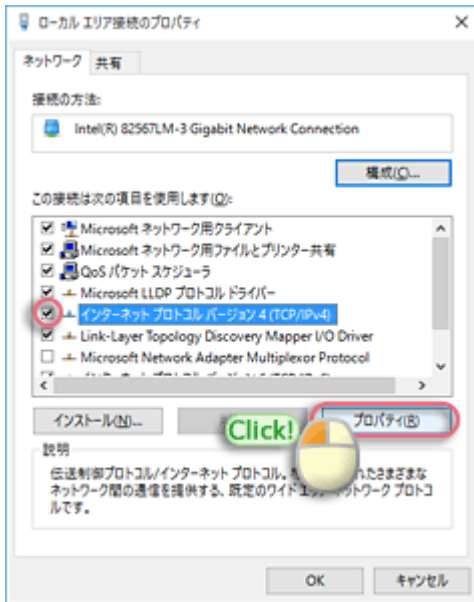 ローカル エリア接続のプロパティ
ネットワーク 共有
接続の方法:
Intel(R) 82567LM-3 Gigabit Network Connection
構成(C)...
この接続は次の項目を使用します(O):
Microsoft ネットワーク用クライアント
Microsoft ネットワーク用ファイルとプリンター共有
QoS パケット スケジューラ
Microsoft LLDP プロトコル ドライバー
インターネット プロトコル バージョン 4 (TCP/IPv4)
Link-Layer Topology Discovery Mapper I/O Driver
Microsoft Network Adapter Multiplexor Protocol
インストール(N)... プロパティ(R)
Click!
説明
伝送制御プロトコル/インターネット プロトコル。れたさまざまな
ネットワーク間の通信を提供する、既定のワイド エリア ネットワーク プロトコ
ルです。
OK キャンセル